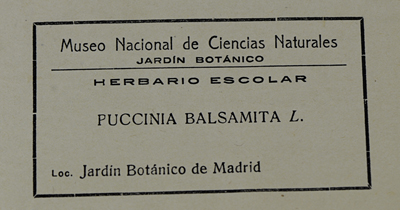 Museo Nacional de Ciencias Naturales
JARDÍN BOTÁNICO
HERBARIO ESCOLAR
PUCCINIA BALSAMITA L.
Loc. Jardín Botánico de Madrid